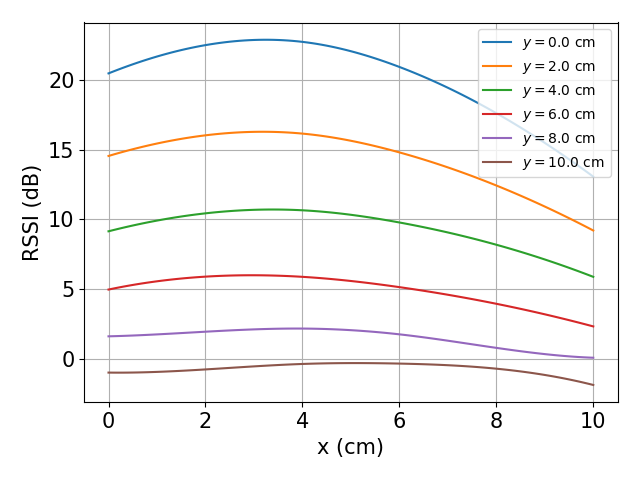 y = 0.0 cm
y = 2.0 cm
y = 4.0 cm
y = 6.0 cm
y = 8.0 cm
y = 10.0 cm
RSSI (dB)
20
15
10
5
0
0 2 4 6 8 10
x (cm)